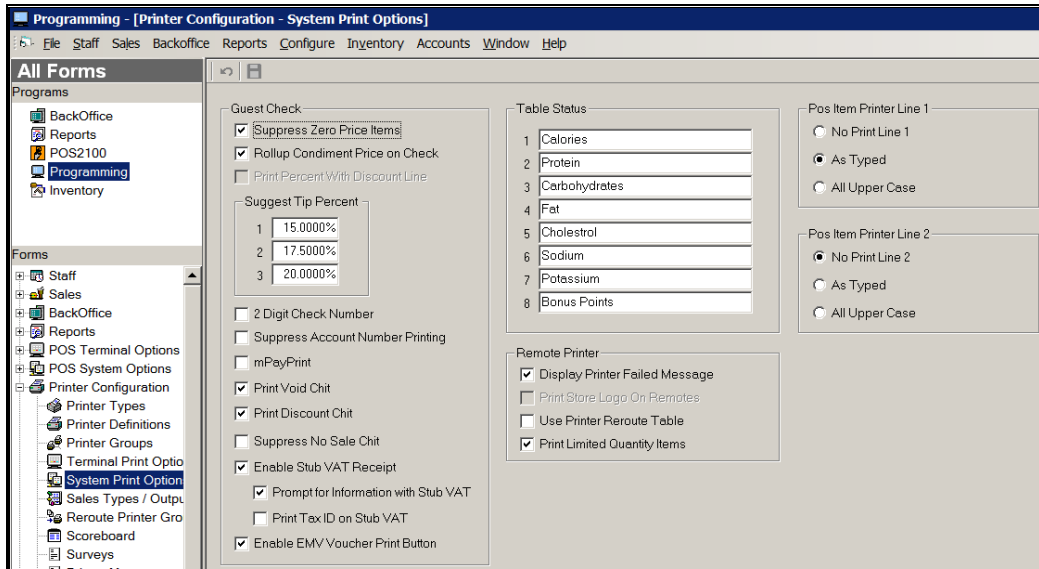 Programming - [Printer Configuration - System Print Options]
File Staff Sales Backoffice Reports Configure Inventory Accounts Window Help
All Forms
Programs
BackOffice
Reports
POS2100
Programming
Inventory
Forms
Staff
Sales
BackOffice
Reports
POS Terminal Options
POS System Options
Printer Configuration
Printer Types
Printer Definitions
Printer Groups
Terminal Print Optio
System Print Option
Sales Types / Outpu
Reroute Printer Gro
Scoreboard
Surveys
Guest Check
Suppress Zero Price Items
Rollup Condiment Price on Check
Print Percent With Discount Line
Suggest Tip Percent
1 15.0000%
2 17.5000%
3 20.0000%
2 Digit Check Number
Suppress Account Number Printing
mPayPrint
Print Void Chit
Print Discount Chit
Suppress No Sale Chit
Enable Stub VAT Receipt
Prompt for Information with Stub VAT
Print Tax ID on Stub VAT
Enable EMV Voucher Print Button
Table Status
1 Calories
2 Protein
3 Carbohydrates
4 Fat
5 Cholestrol
6 Sodium
7 Potassium
8 Bonus Points
Remote Printer
Display Printer Failed Message
Print Store Logo On Remotes
Use Printer Reroute Table
Print Limited Quantity Items
Pos Item Printer Line 1
No Print Line 1
As Typed
All Upper Case
Pos Item Printer Line 2
No Print Line 2
As Typed
All Upper Case